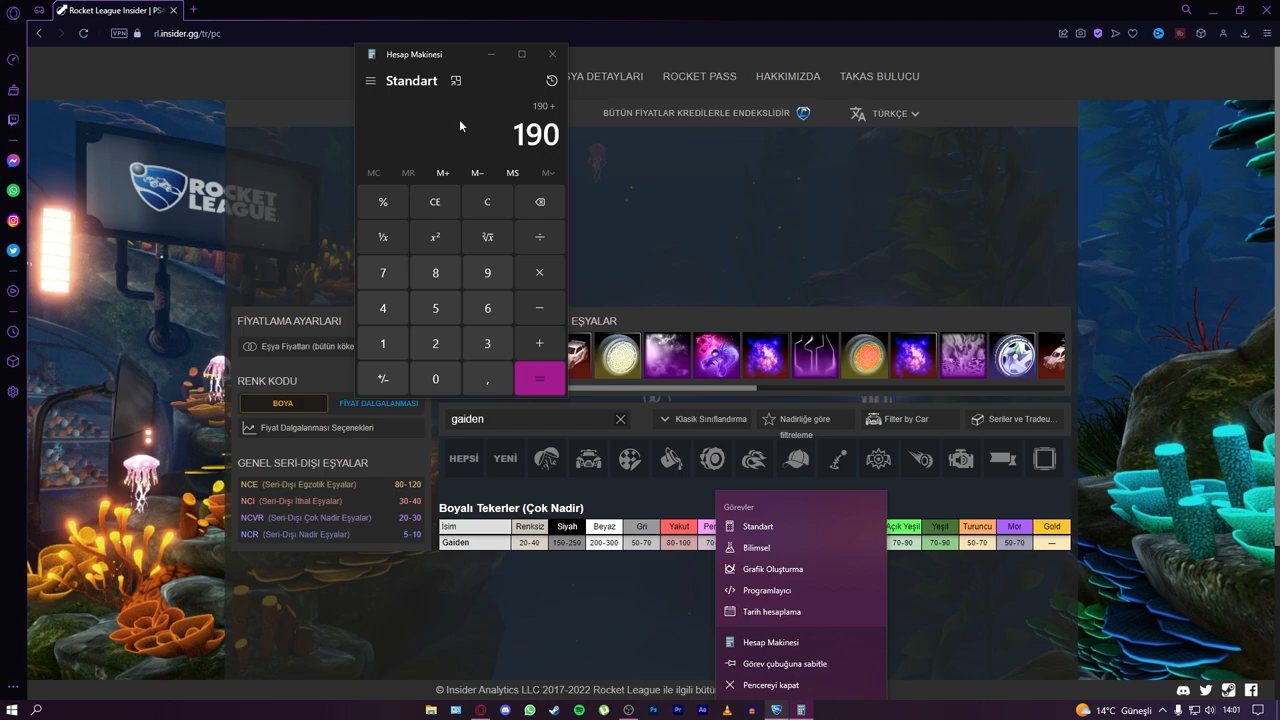 Rocket League Insider | PS4
VPN
rl.insider.gg/tr/pc
Hesap Makinesi
Standart
190 +
190
MC MR M+ M− MS M˅
% CE C
¹/x x² ²√x ÷
7 8 9 ×
4 5 6 −
1 2 3 +
+/− 0 , =
YA DETAYLARI ROCKET PASS HAKKIMIZDA TAKAS BULUCU
BÜTÜN FİYATLAR KREDİLERLE ENDEKSLİDİR TÜRKÇE
ROCKET
LEAGUE
FİYATLAMA AYARLARI
Eşya Fiyatları (bütün köke
RENK KODU
BOYA FİYAT DALGALANMASI
Fiyat Dalgalanması Seçenekleri
GENEL SERİ-DIŞI EŞYALAR
NCE (Seri-Dışı Egzotik Eşyalar) 80-120
NCI (Seri-Dışı İthal Eşyalar) 30-40
NCVR (Seri-Dışı Çok Nadir Eşyalar) 20-30
NCR (Seri-Dışı Nadir Eşyalar) 5-10
EŞYALAR
gaiden Klasik Sınıflandırma Nadirliğe göre filtreleme Filter by Car Seriler ve Tradeu...
HEPSİ YENİ
Boyalı Tekerler (Çok Nadir)
İsim Renksiz Siyah Beyaz Gri Yakut Açık Yeşil Yeşil Turuncu Mor Gold
Gaiden 20-40 150-250 200-300 50-70 80-100 70-90 70-90 50-70 50-70 —
Görevler
Standart
Bilimsel
Grafik Oluşturma
Programlayıcı
Tarih hesaplama
Hesap Makinesi
Görev çubuğuna sabitle
Pencereyi kapat
© Insider Analytics LLC 2017-2022 Rocket League ile ilgili bütü
Ps Pr Ae
14°C Güneşli 14:01